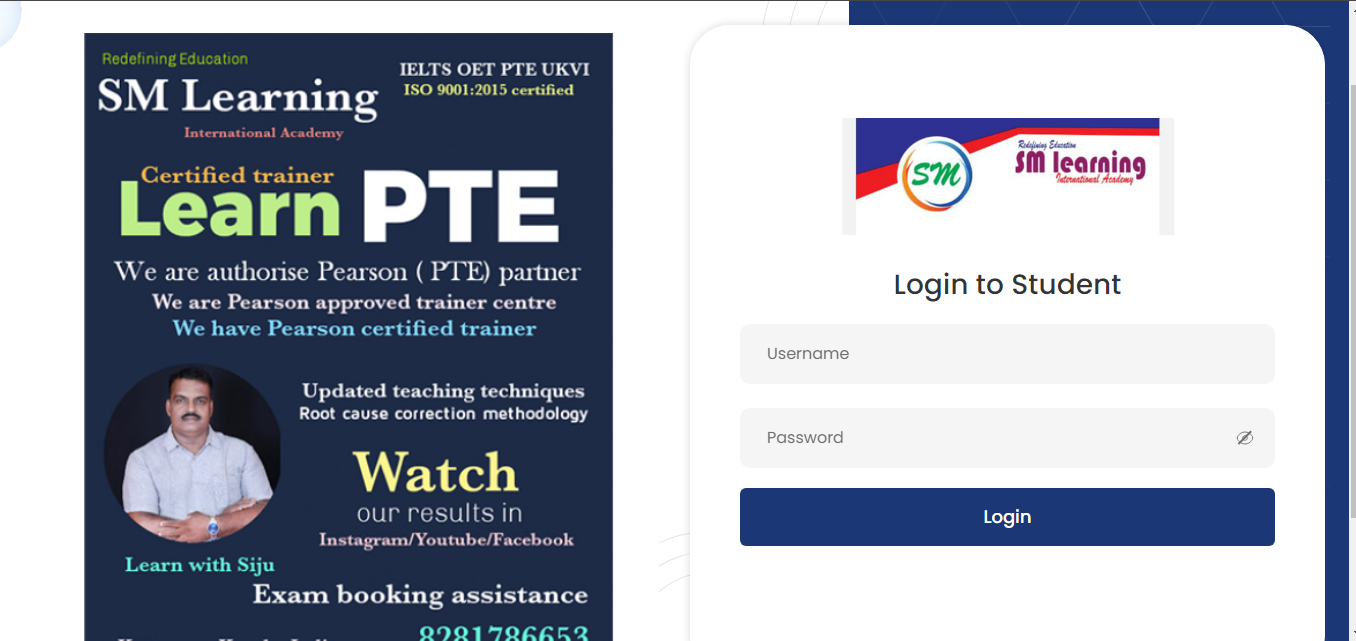 Redefining Education
SM Learning
International Academy
IELTS OET PTE UKVI
ISO 9001:2015 certified
Certified trainer
Learn PTE
We are authorise Pearson ( PTE) partner
We are Pearson approved trainer centre
We have Pearson certified trainer
Updated teaching techniques
Root cause correction methodology
Watch
our results in
Instagram/Youtube/Facebook
Learn with Siju
Exam booking assistance
8281786653
SM
Redefining Education
SM learning
International Academy
Login to Student
Username
Password
Login